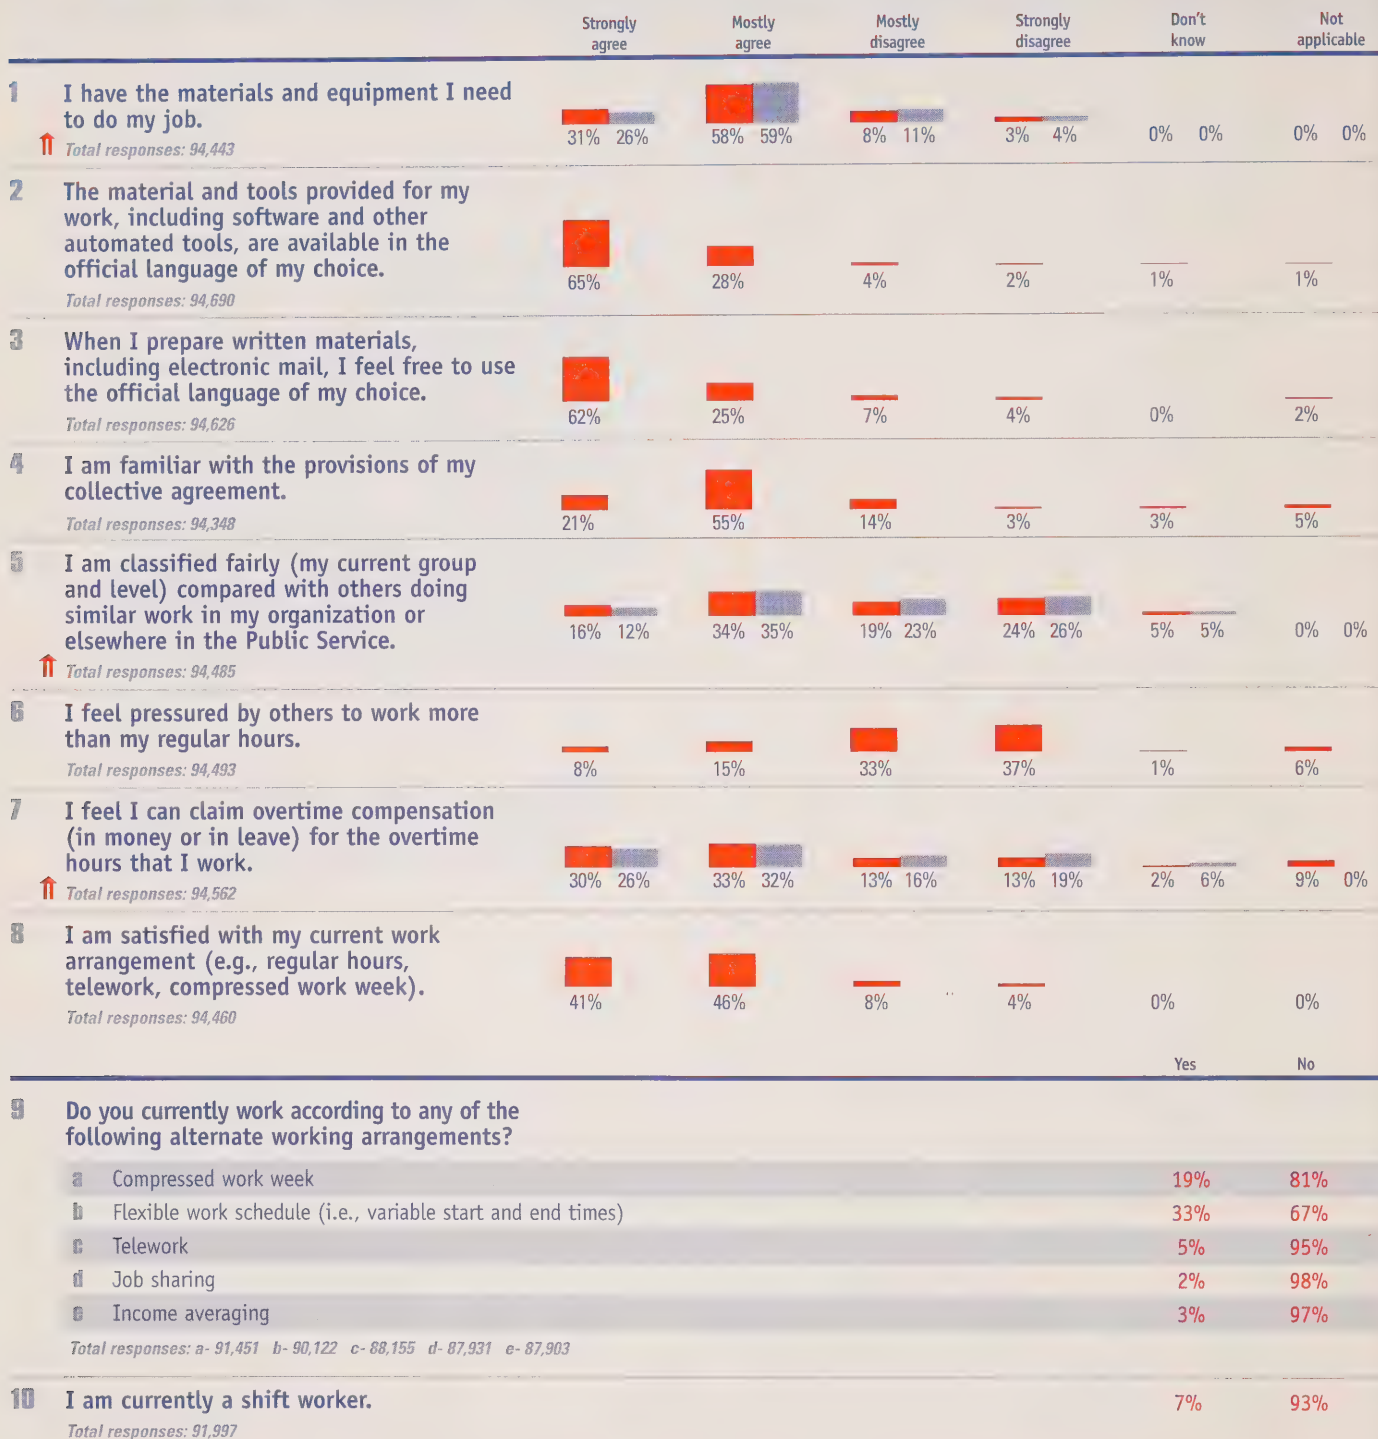 Strongly agree Mostly agree Mostly disagree Strongly disagree Don't know Not applicable
1 I have the materials and equipment I need
to do my job.
Total responses: 94,443
31% 26% 58% 59% 8% 11% 3% 4% 0% 0% 0% 0%
2 The material and tools provided for my
work, including software and other
automated tools, are available in the
official language of my choice.
Total responses: 94,690
65% 28% 4% 2% 1% 1%
3 When I prepare written materials,
including electronic mail, I feel free to use
the official language of my choice.
Total responses: 94,626
62% 25% 7% 4% 0% 2%
4 I am familiar with the provisions of my
collective agreement.
Total responses: 94,348
21% 55% 14% 3% 3% 5%
5 I am classified fairly (my current group
and level) compared with others doing
similar work in my organization or
elsewhere in the Public Service.
Total responses: 94,485
16% 12% 34% 35% 19% 23% 24% 26% 5% 5% 0% 0%
6 I feel pressured by others to work more
than my regular hours.
Total responses: 94,493
8% 15% 33% 37% 1% 6%
7 I feel I can claim overtime compensation
(in money or in leave) for the overtime
hours that I work.
Total responses: 94,562
30% 26% 33% 32% 13% 16% 13% 19% 2% 6% 9% 0%
8 I am satisfied with my current work
arrangement (e.g., regular hours,
telework, compressed work week).
Total responses: 94,460
41% 46% 8% 4% 0% 0%
Yes No
9 Do you currently work according to any of the
following alternate working arrangements?
a Compressed work week 19% 81%
b Flexible work schedule (i.e., variable start and end times) 33% 67%
c Telework 5% 95%
d Job sharing 2% 98%
e Income averaging 3% 97%
Total responses: a- 91,451 b- 90,122 c- 88,155 d- 87,931 e- 87,903
10 I am currently a shift worker. 7% 93%
Total responses: 91,997